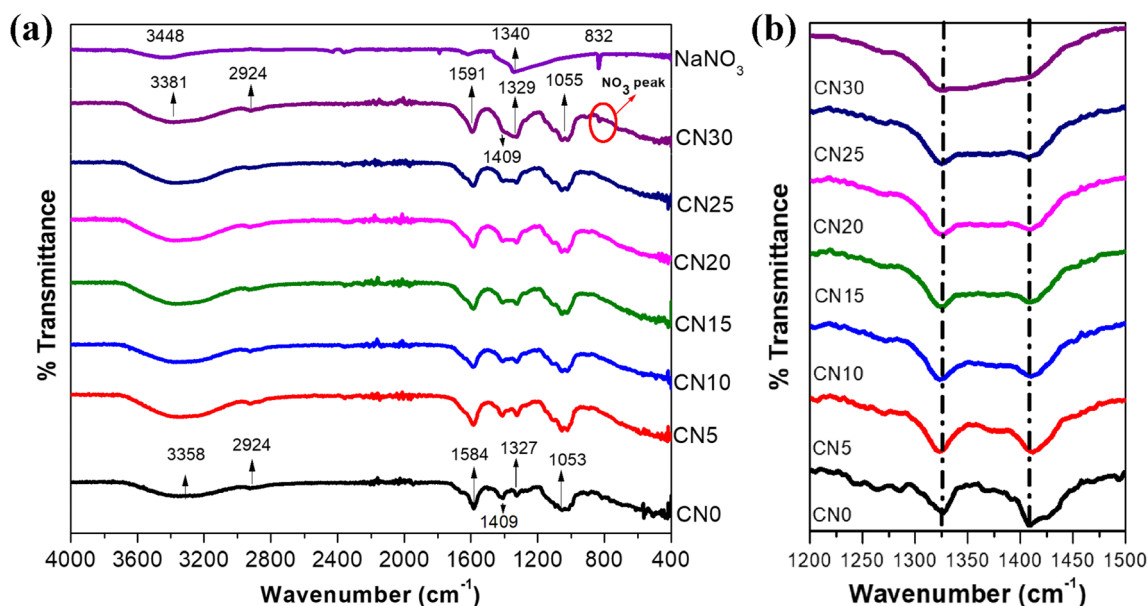 (a)
3448
1340
832
NaNO3
3381
2924
1591
1329
1055
NO3 peak
CN30
1409
CN25
CN20
CN15
CN10
CN5
3358
2924
1584
1327
1053
1409
CN0
4000 3600 3200 2800 2400 2000 1600 1200 800 400
Wavenumber (cm-1)
% Transmittance
(b)
CN30
CN25
CN20
CN15
CN10
CN5
CN0
1200 1250 1300 1350 1400 1450 1500
Wavenumber (cm-1)
% Transmittance